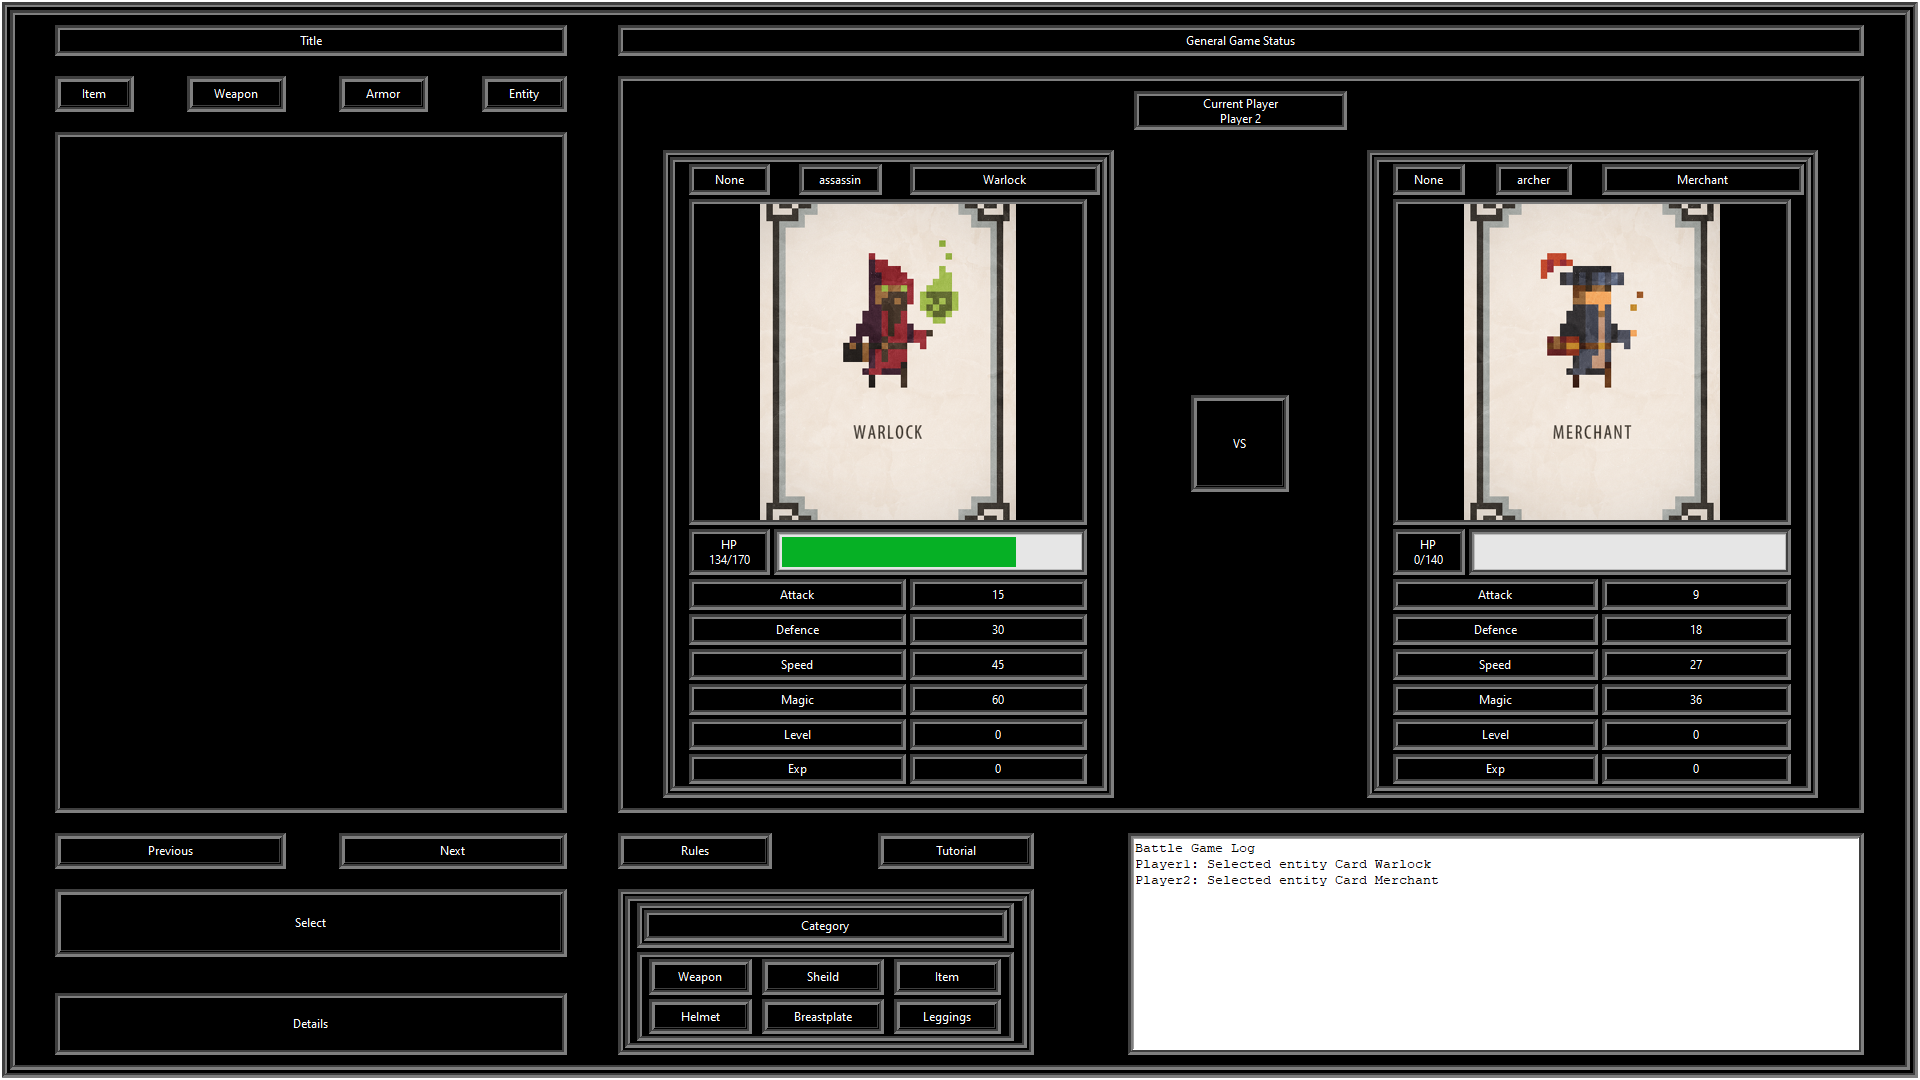 Title
General Game Status
Item
Weapon
Armor
Entity
Current Player
Player 2
None
assassin
Warlock
WARLOCK
HP
134/170
Attack
15
Defence
30
Speed
45
Magic
60
Level
0
Exp
0
VS
None
archer
Merchant
MERCHANT
HP
0/140
Attack
9
Defence
18
Speed
27
Magic
36
Level
0
Exp
0
Previous
Next
Select
Details
Rules
Tutorial
Category
Weapon
Sheild
Item
Helmet
Breastplate
Leggings
Battle Game Log
Player1: Selected entity Card Warlock
Player2: Selected entity Card Merchant